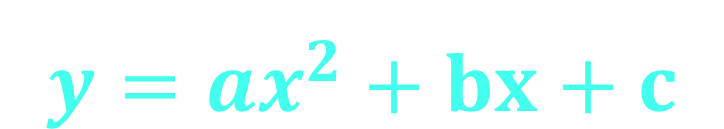 y = ax² + bx + c